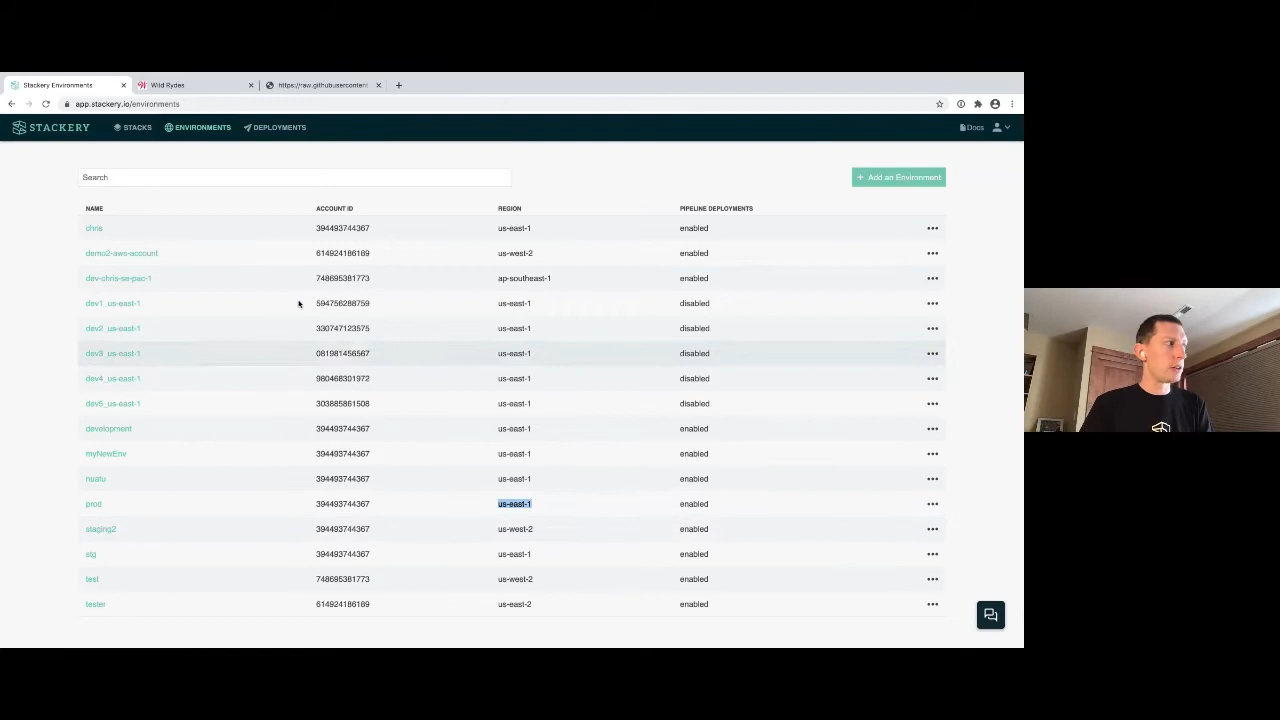 Stackery Environments
Wild Rydes
https://raw.githubusercontent
app.stackery.io/environments
STACKERY STACKS ENVIRONMENTS DEPLOYMENTS Docs
Search
+ Add an Environment
NAME ACCOUNT ID REGION PIPELINE DEPLOYMENTS
chris 394493744367 us-east-1 enabled
demo2-aws-account 614924186189 us-west-2 enabled
dev-chris-se-pac-1 748695381773 ap-southeast-1 enabled
dev1_us-east-1 594756288759 us-east-1 disabled
dev2_us-east-1 330747123575 us-east-1 disabled
dev3_us-east-1 081981456567 us-east-1 disabled
dev4_us-east-1 980468301972 us-east-1 disabled
dev5_us-east-1 303885861508 us-east-1 disabled
development 394493744367 us-east-1 enabled
myNewEnv 394493744367 us-east-1 enabled
nuatu 394493744367 us-east-1 enabled
prod 394493744367 us-east-1 enabled
staging2 394493744367 us-west-2 enabled
stg 394493744367 us-east-1 enabled
test 748695381773 us-west-2 enabled
tester 614924186189 us-east-2 enabled